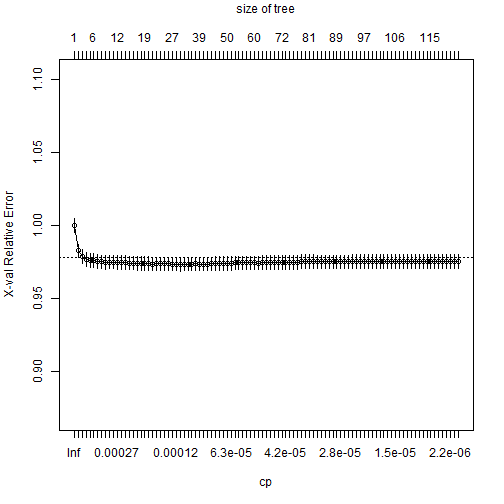 size of tree
1 6 12 19 27 39 50 60 72 81 89 97 106 115
1.10
1.05
1.00
0.95
0.90
X-val Relative Error
Inf 0.00027 0.00012 6.3e-05 4.2e-05 2.8e-05 1.5e-05 2.2e-06
cp